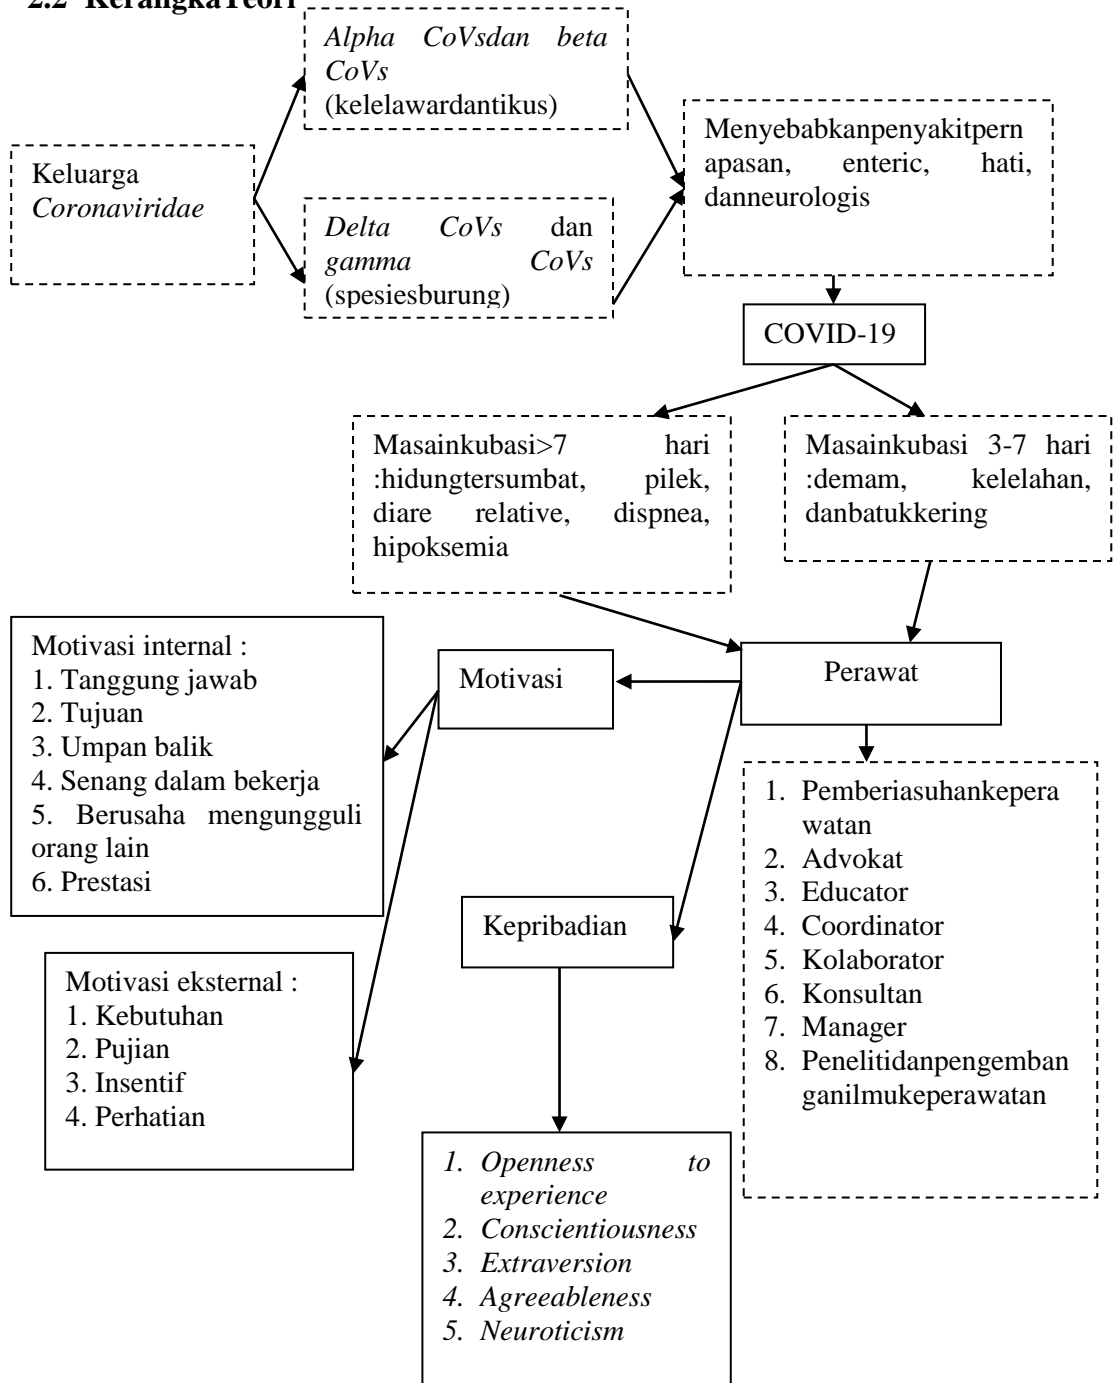 2.2 KerangkaTeori
Alpha CoVsdan beta
CoVs
(kelelawardantikus)
Menyebabkanpenyakitpern
apasan, enteric, hati,
danneurologis
Keluarga
Coronaviridae
Delta CoVs dan
gamma CoVs
(spesiesburung)
COVID-19
Masainkubasi>7 hari
:hidungtersumbat, pilek,
diare relative, dispnea,
hipoksemia
Masainkubasi 3-7 hari
:demam, kelelahan,
danbatukkering
Motivasi internal :
1. Tanggung jawab
2. Tujuan
3. Umpan balik
4. Senang dalam bekerja
5. Berusaha mengungguli
orang lain
6. Prestasi
Motivasi
Perawat
1. Pemberiasuhankepera
watan
2. Advokat
3. Educator
4. Coordinator
5. Kolaborator
6. Konsultan
7. Manager
8. Penelitidanpengemban
ganilmukeperawatan
Kepribadian
Motivasi eksternal :
1. Kebutuhan
2. Pujian
3. Insentif
4. Perhatian
1. Openness to
experience
2. Conscientiousness
3. Extraversion
4. Agreeableness
5. Neuroticism